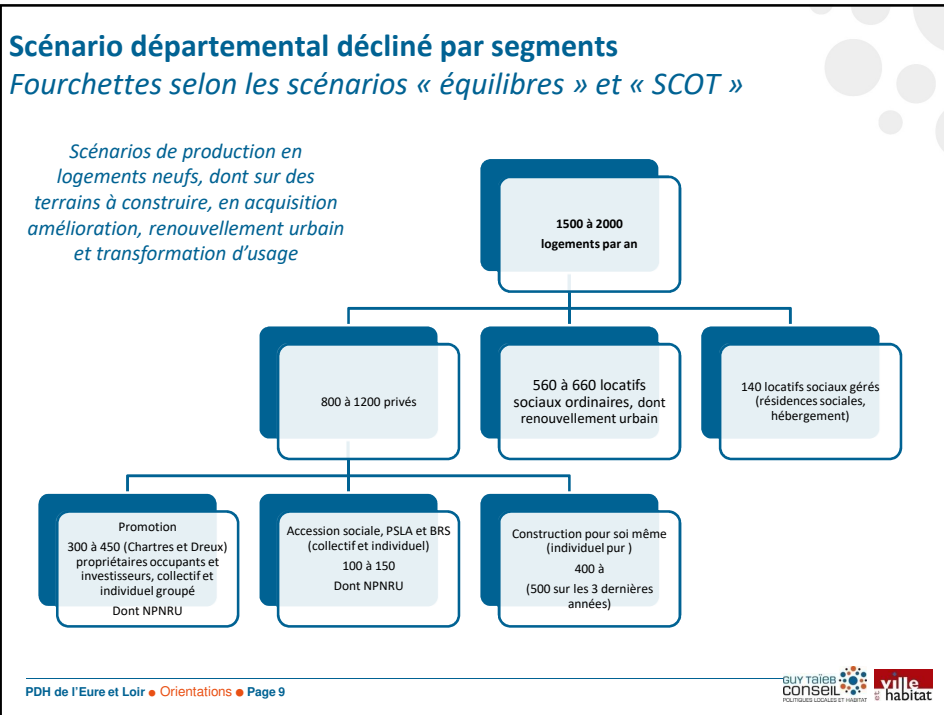 Scénario départemental décliné par segments
Fourchettes selon les scénarios « équilibres » et « SCOT »
Scénarios de production en
logements neufs, dont sur des
terrains à construire, en acquisition
amélioration, renouvellement urbain
et transformation d'usage
1500 à 2000
logements par an
800 à 1200 privés
560 à 660 locatifs
sociaux ordinaires, dont
renouvellement urbain
140 locatifs sociaux gérés
(résidences sociales,
hébergement)
Promotion
300 à 450 (Chartres et Dreux)
propriétaires occupants et
investisseurs, collectif et
individuel groupé
Dont NPNRU
Accession sociale, PSLA et BRS
(collectif et individuel)
100 à 150
Dont NPNRU
Construction pour soi même
(individuel pur )
400 à
(500 sur les 3 dernières
années)
PDH de l'Eure et Loir ● Orientations ● Page 9
GUY TAÏEB
CONSEIL
POLITIQUES LOCALES ET HABITAT
ville
et habitat